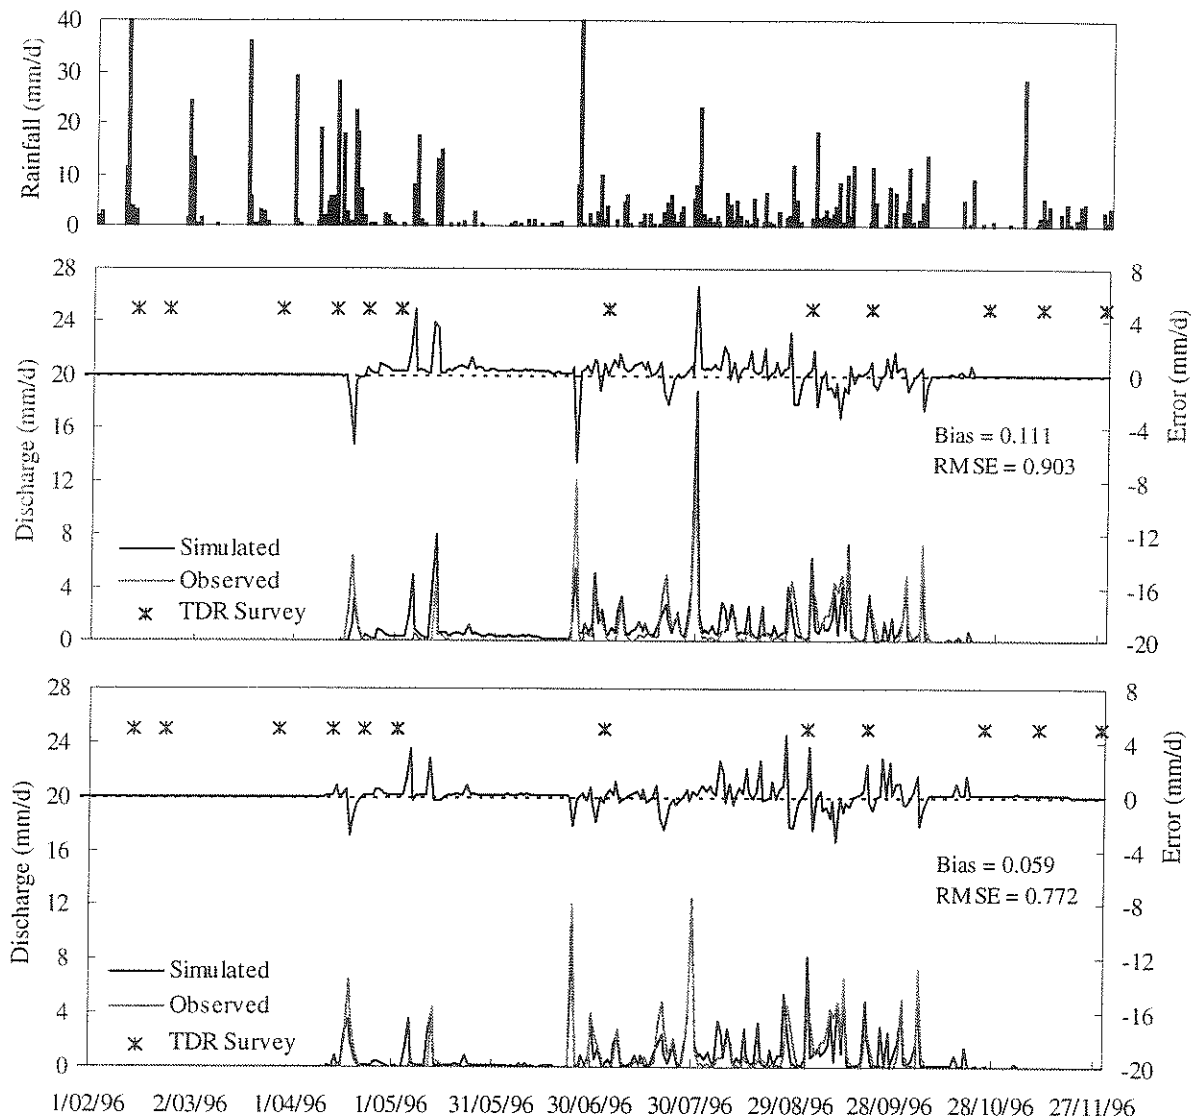 40
30
20
10
0
Rainfall (mm/d)
28
24
20
16
12
8
4
0
Discharge (mm/d)
8
4
0
-4
-8
-12
-16
-20
Error (mm/d)
Bias = 0.111
RMSE = 0.903
Simulated
Observed
TDR Survey
28
24
20
16
12
8
4
0
Discharge (mm/d)
8
4
0
-4
-8
-12
-16
-20
Error (mm/d)
Bias = 0.059
RMSE = 0.772
Simulated
Observed
TDR Survey
1/02/96 2/03/96 1/04/96 1/05/96 31/05/96 30/06/96 30/07/96 29/08/96 28/09/96 28/10/96 27/11/96